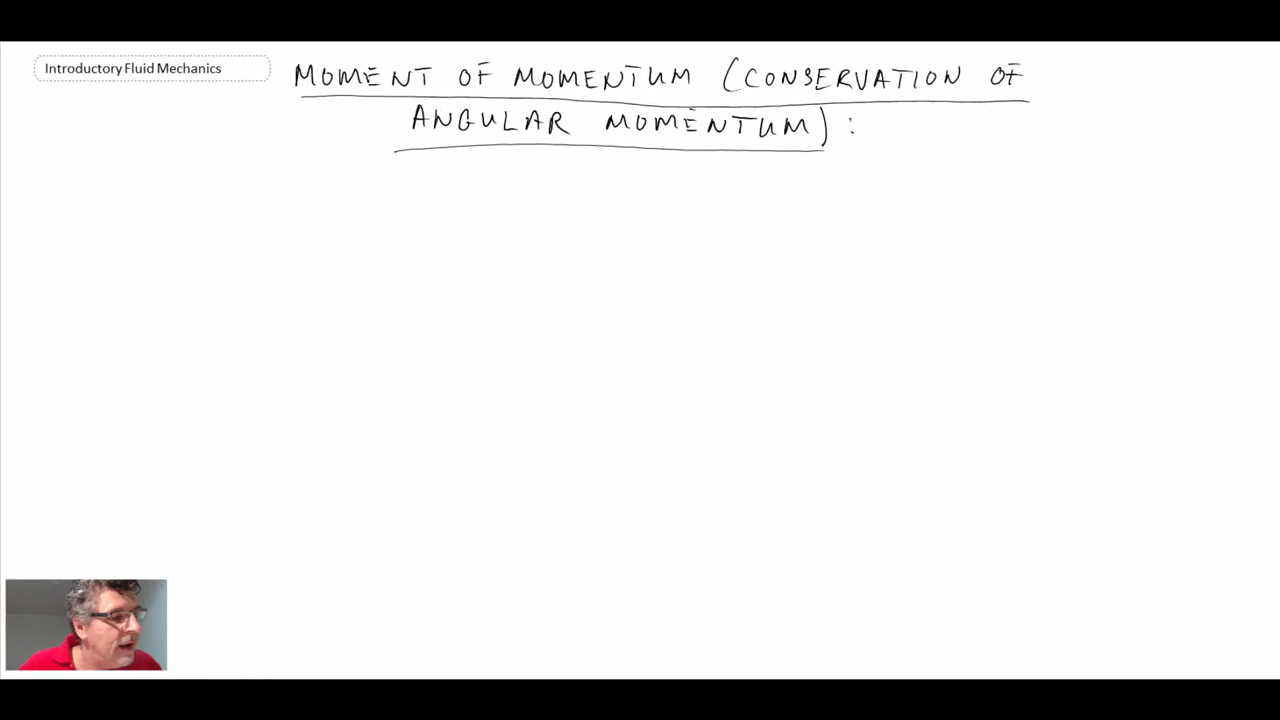 Introductory Fluid Mechanics
MOMENT OF MOMENTUM (CONSERVATION OF
ANGULAR MOMENTUM) :